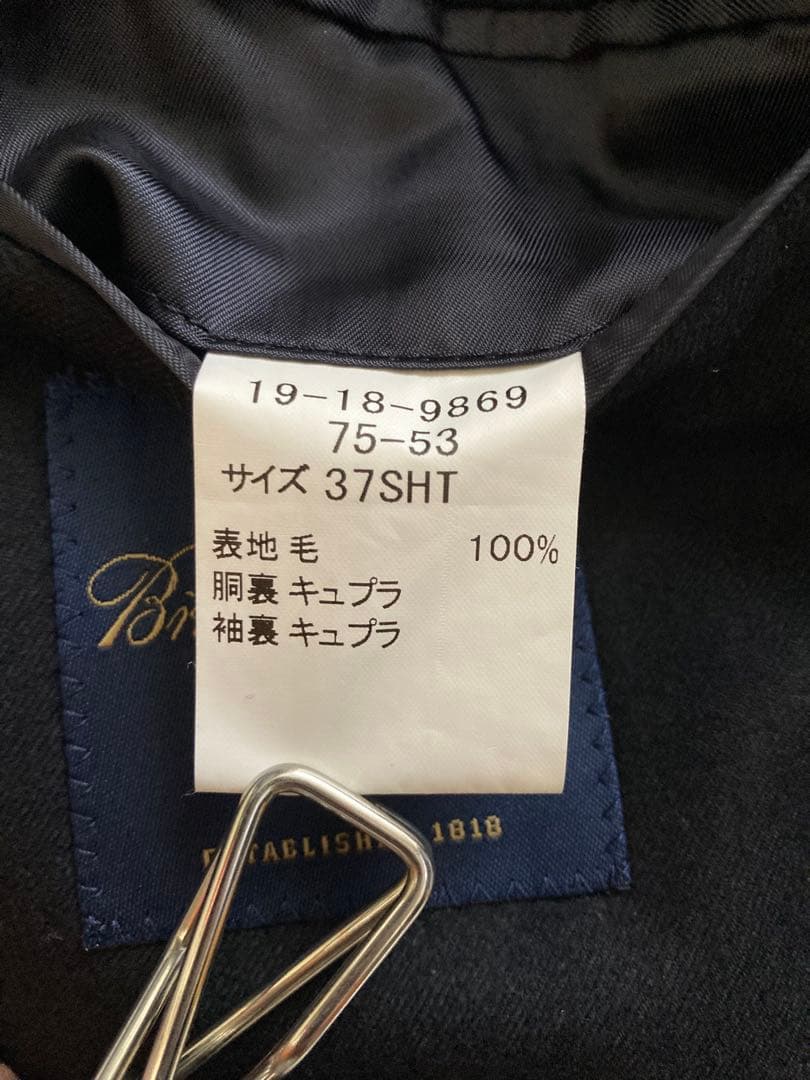 19-18-9869
75-53
サイズ 37SHT
表地 毛 100%
胴裏 キュプラ
袖裏 キュプラ
1818